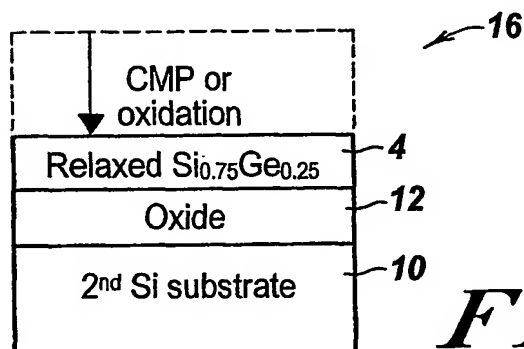 16
CMP or
oxidation
Relaxed Si0.75Ge0.25
4
Oxide
12
2nd Si substrate
10